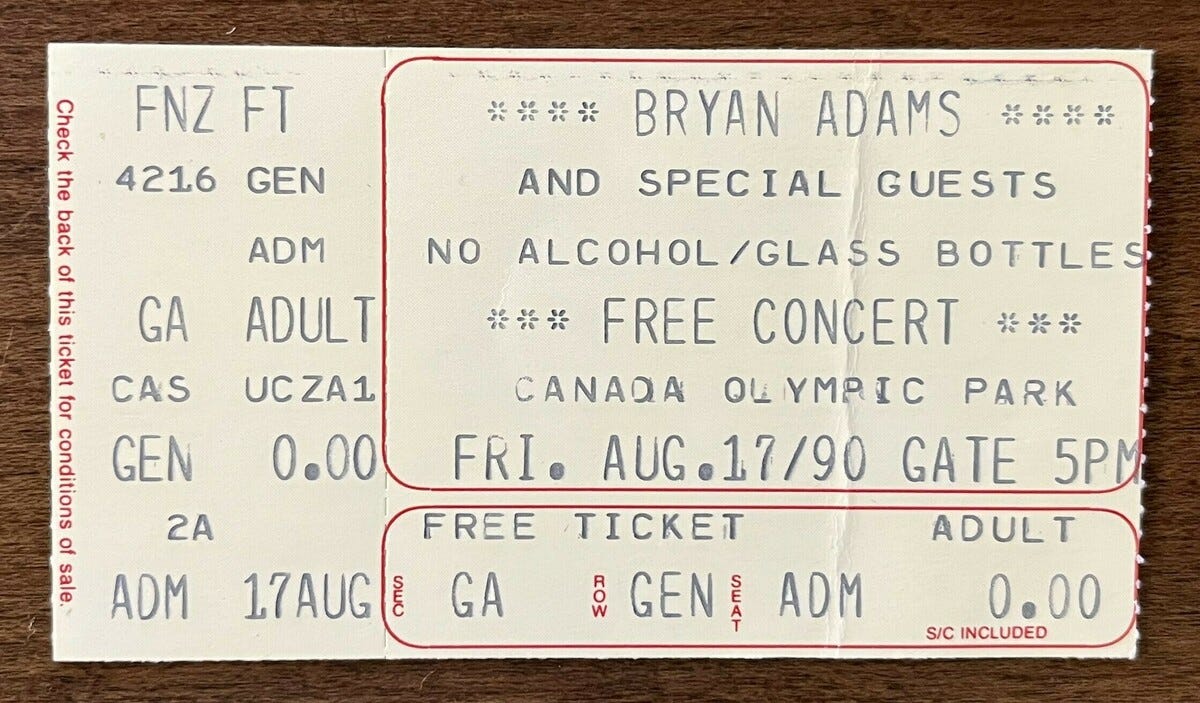 Check the back of this ticket for conditions of sale.
FNZ FT
4216 GEN
ADM
GA ADULT
CAS UCZA1
GEN 0.00
2A
ADM 17AUG
**** BRYAN ADAMS ****
AND SPECIAL GUESTS
NO ALCOHOL/GLASS BOTTLES
*** FREE CONCERT ***
CANADA OLYMPIC PARK
FRI. AUG.17/90 GATE 5PM
FREE TICKET ADULT
SEC GA ROW GEN SEAT ADM 0.00
S/C INCLUDED